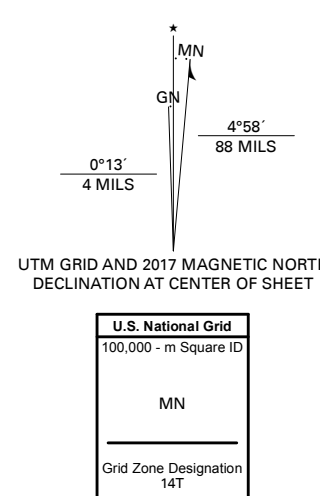 ★
MN
GN
4°58´
88 MILS
0°13´
4 MILS
UTM GRID AND 2017 MAGNETIC NORT
DECLINATION AT CENTER OF SHEET
U.S. National Grid
100,000 - m Square ID
MN
Grid Zone Designation
14T